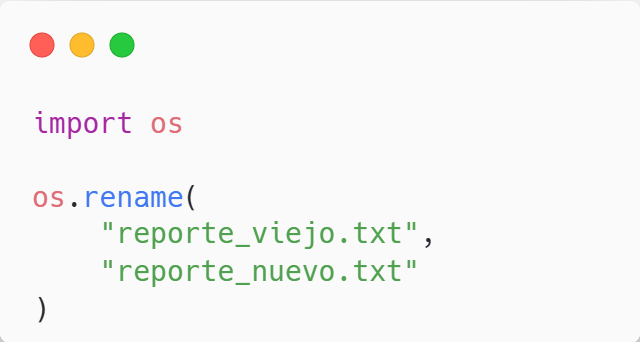 import os
os.rename(
    "reporte_viejo.txt",
    "reporte_nuevo.txt"
)